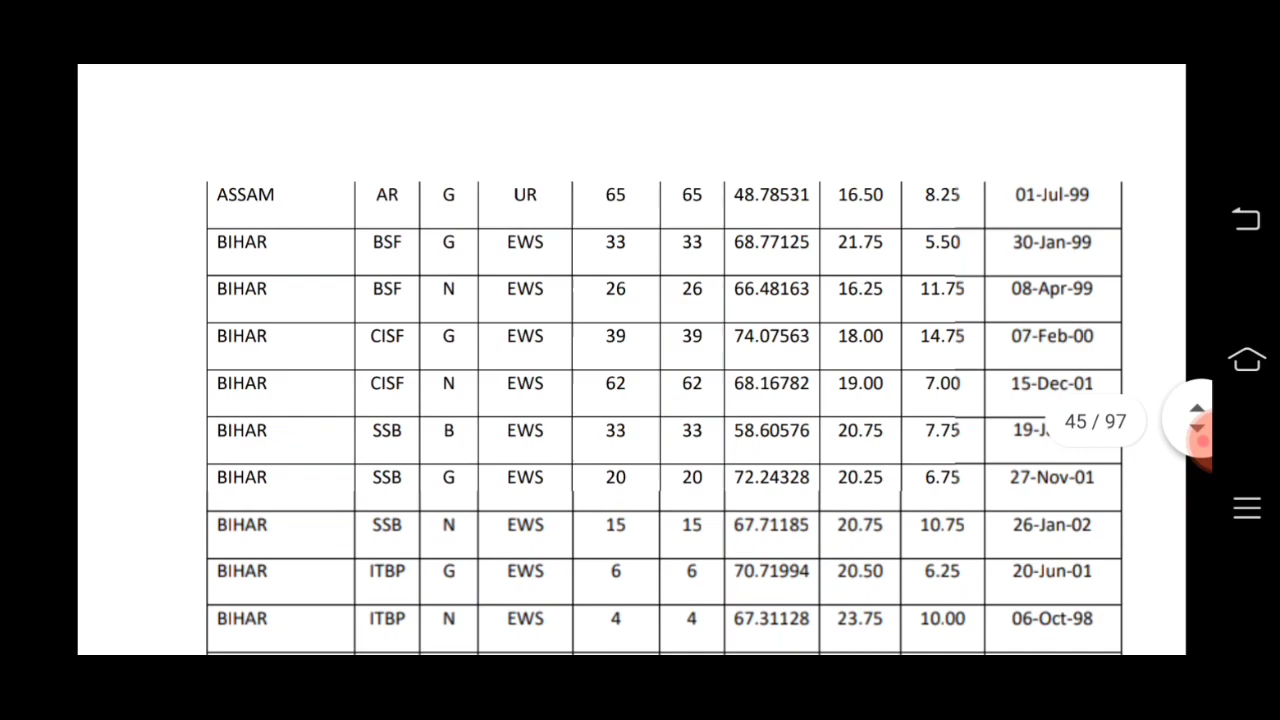 ASSAM AR G UR 65 65 48.78531 16.50 8.25 01-Jul-99
BIHAR BSF G EWS 33 33 68.77125 21.75 5.50 30-Jan-99
BIHAR BSF N EWS 26 26 66.48163 16.25 11.75 08-Apr-99
BIHAR CISF G EWS 39 39 74.07563 18.00 14.75 07-Feb-00
BIHAR CISF N EWS 62 62 68.16782 19.00 7.00 15-Dec-01
45 / 97
BIHAR SSB B EWS 33 33 58.60576 20.75 7.75
BIHAR SSB G EWS 20 20 72.24328 20.25 6.75 27-Nov-01
BIHAR SSB N EWS 15 15 67.71185 20.75 10.75 26-Jan-02
BIHAR ITBP G EWS 6 6 70.71994 20.50 6.25 20-Jun-01
BIHAR ITBP N EWS 4 4 67.31128 23.75 10.00 06-Oct-98